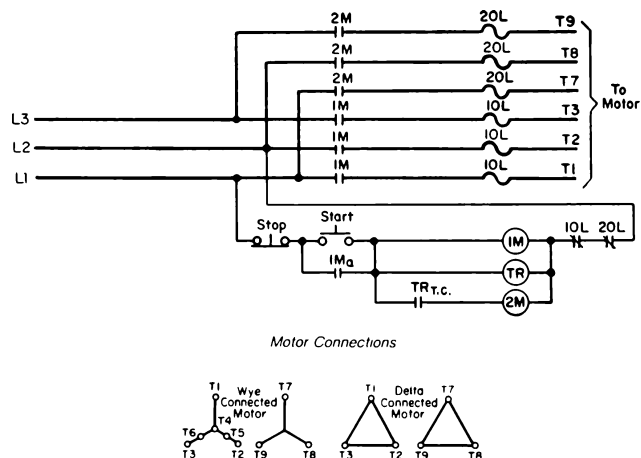 2M 20L T9
2M 20L T8
2M 20L T7
To
Motor
L3 1M 10L T3
L2 1M 10L T2
L1 1M 10L T1
Stop Start 1M 10L 20L
1Ma TR
TR T.C. 2M
Motor Connections
T1 Wye
Connected
Motor T7
T4
T6 T5
T3 T2 T9 T8
T1 Delta
Connected
Motor T7
T3 T2 T9 T8